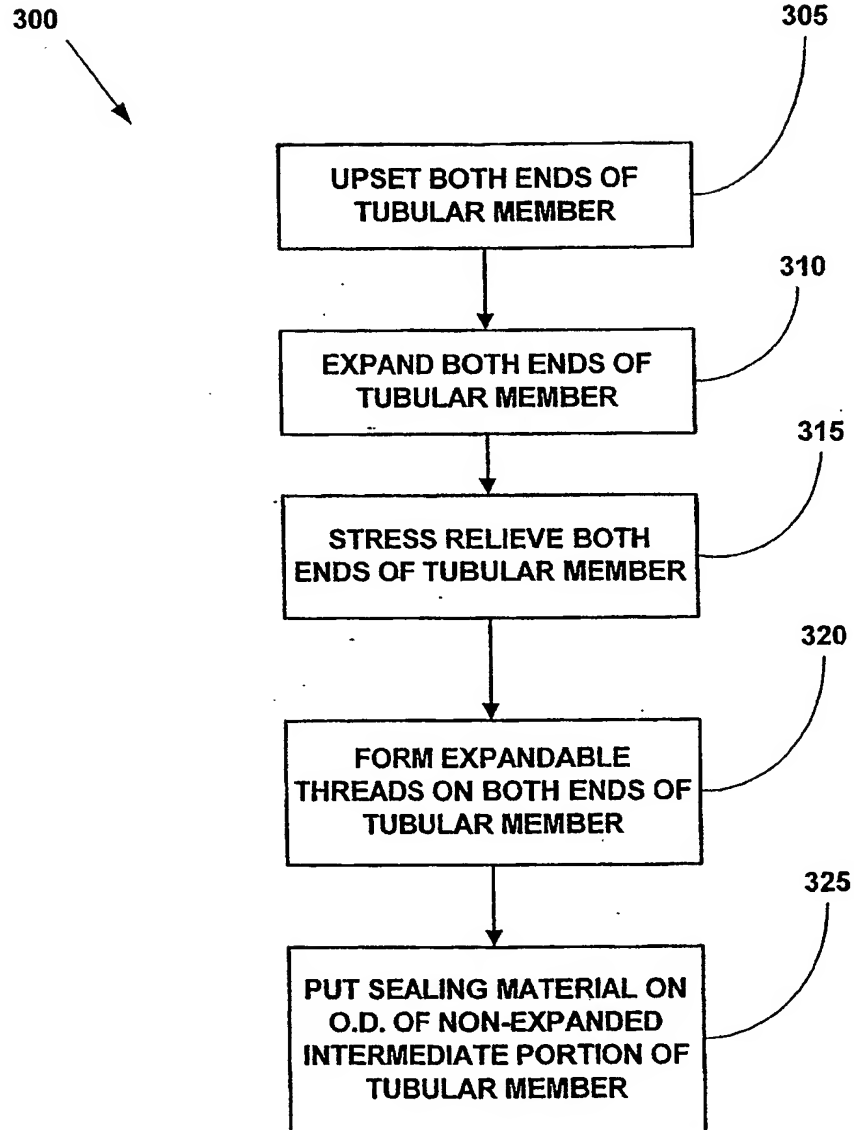 300
305
UPSET BOTH ENDS OF
TUBULAR MEMBER
310
EXPAND BOTH ENDS OF
TUBULAR MEMBER
315
STRESS RELIEVE BOTH
ENDS OF TUBULAR MEMBER
320
FORM EXPANDABLE
THREADS ON BOTH ENDS OF
TUBULAR MEMBER
325
PUT SEALING MATERIAL ON
O.D. OF NON-EXPANDED
INTERMEDIATE PORTION OF
TUBULAR MEMBER